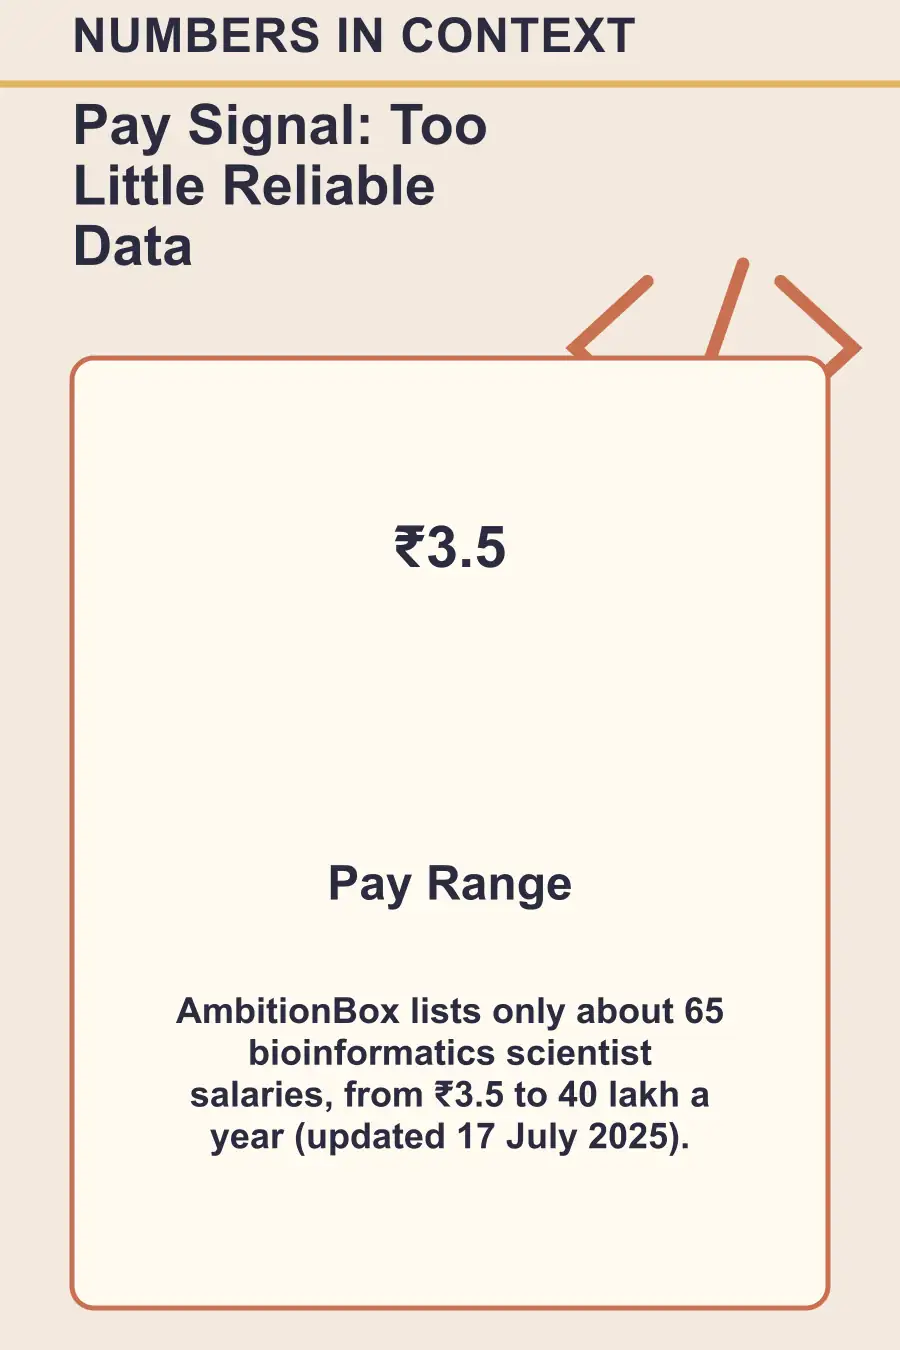 NUMBERS IN CONTEXT
Pay Signal: Too
Little Reliable
Data
₹3.5
Pay Range
AmbitionBox lists only about 65
bioinformatics scientist
salaries, from ₹3.5 to 40 lakh a
year (updated 17 July 2025).